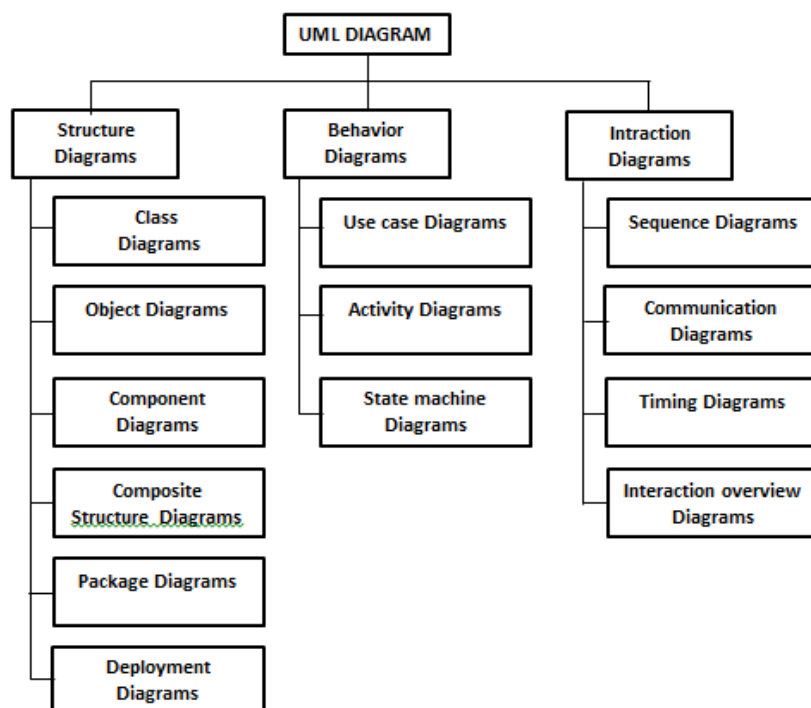 UML DIAGRAM
Structure
Diagrams
Class
Diagrams
Object Diagrams
Component
Diagrams
Composite
Structure Diagrams
Package Diagrams
Deployment
Diagrams
Behavior
Diagrams
Use case Diagrams
Activity Diagrams
State machine
Diagrams
Intraction
Diagrams
Sequence Diagrams
Communication
Diagrams
Timing Diagrams
Interaction overview
Diagrams